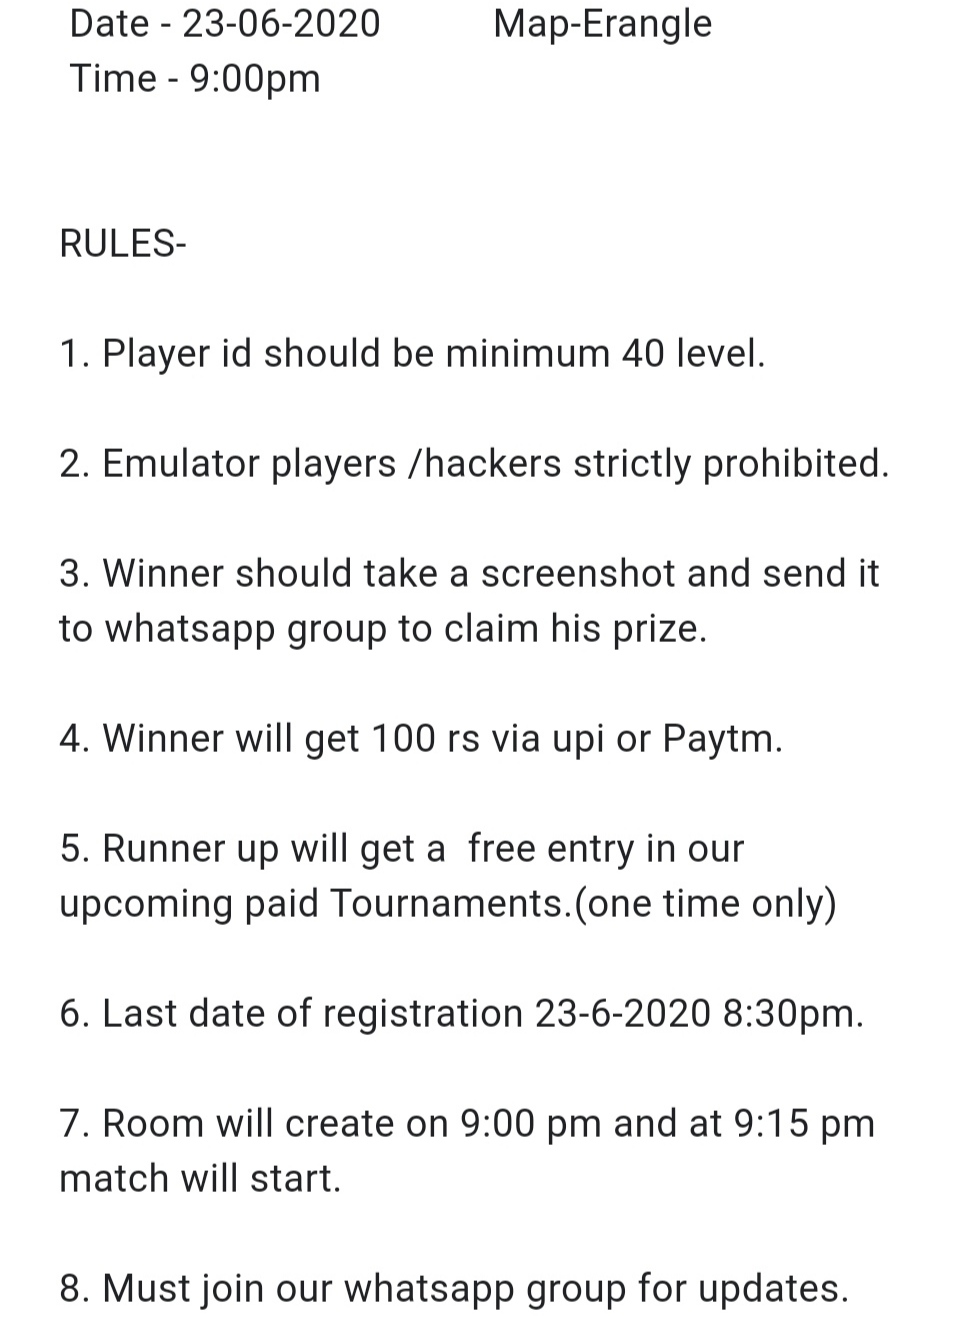 Date - 23-06-2020 Map-Erangle
Time - 9:00pm
RULES-
1. Player id should be minimum 40 level.
2. Emulator players /hackers strictly prohibited.
3. Winner should take a screenshot and send it
to whatsapp group to claim his prize.
4. Winner will get 100 rs via upi or Paytm.
5. Runner up will get a  free entry in our
upcoming paid Tournaments.(one time only)
6. Last date of registration 23-6-2020 8:30pm.
7. Room will create on 9:00 pm and at 9:15 pm
match will start.
8. Must join our whatsapp group for updates.